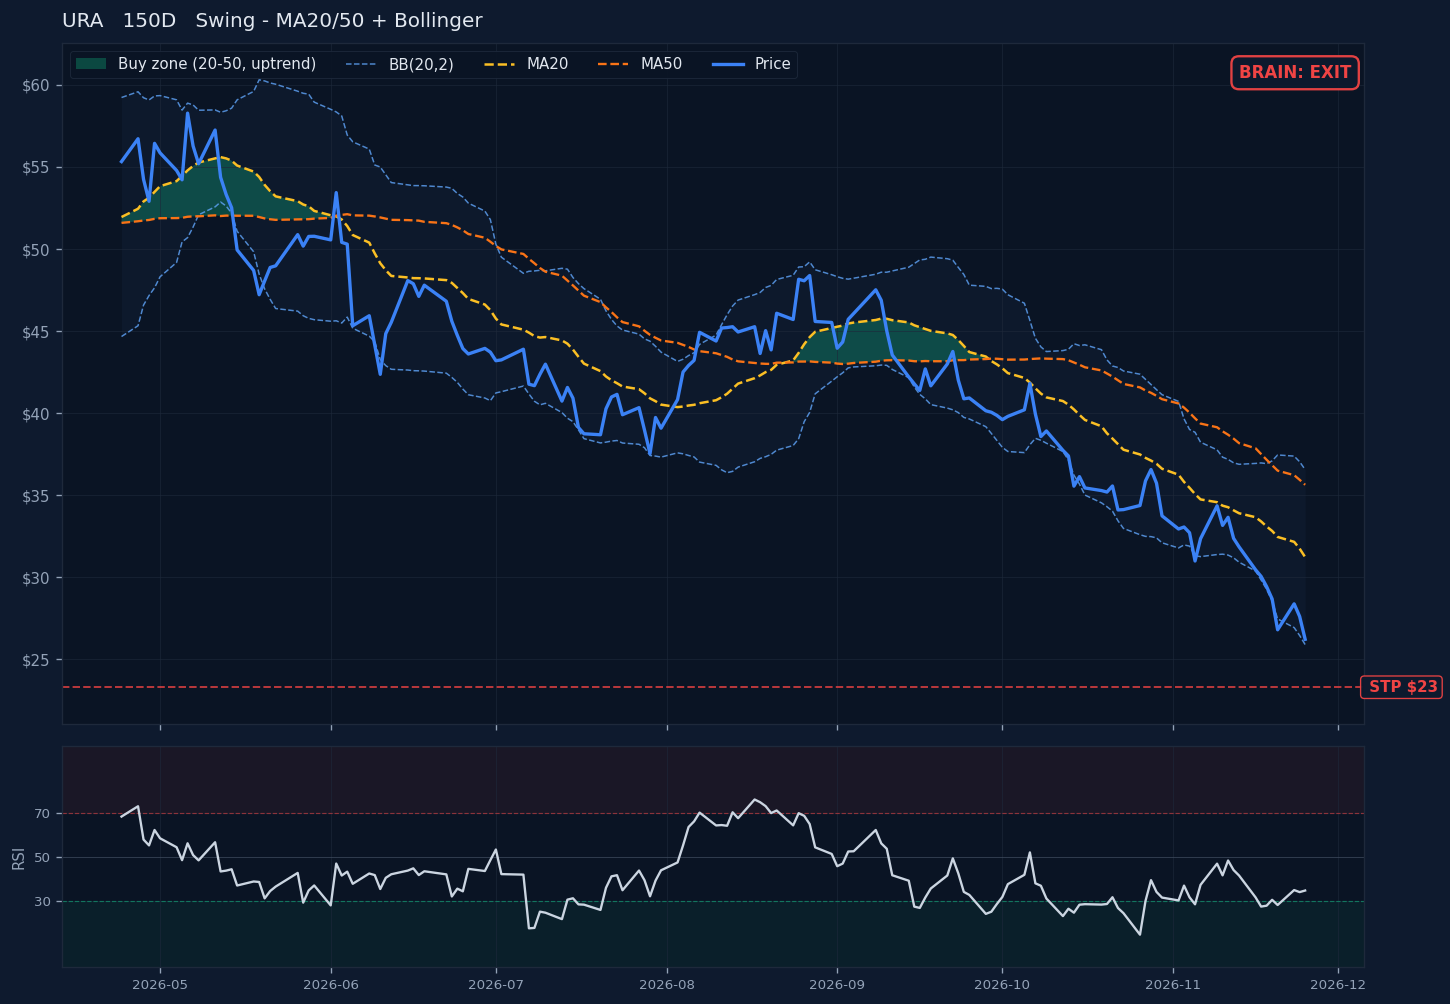 URA   150D   Swing - MA20/50 + Bollinger
Buy zone (20-50, uptrend)   BB(20,2)   MA20   MA50   Price
BRAIN: EXIT
$60
$55
$50
$45
$40
$35
$30
$25
STP $23
70
50
30
RSI
2026-05   2026-06   2026-07   2026-08   2026-09   2026-10   2026-11   2026-12